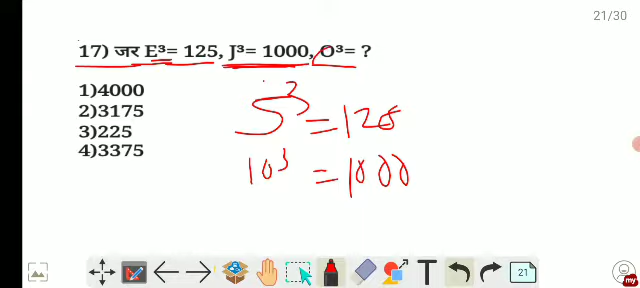 21/30
17) जर E³= 125, J³= 1000, O³= ?
1)4000
2)3175
3)225
4)3375
5³ = 125
10³ = 1000
T
21
my